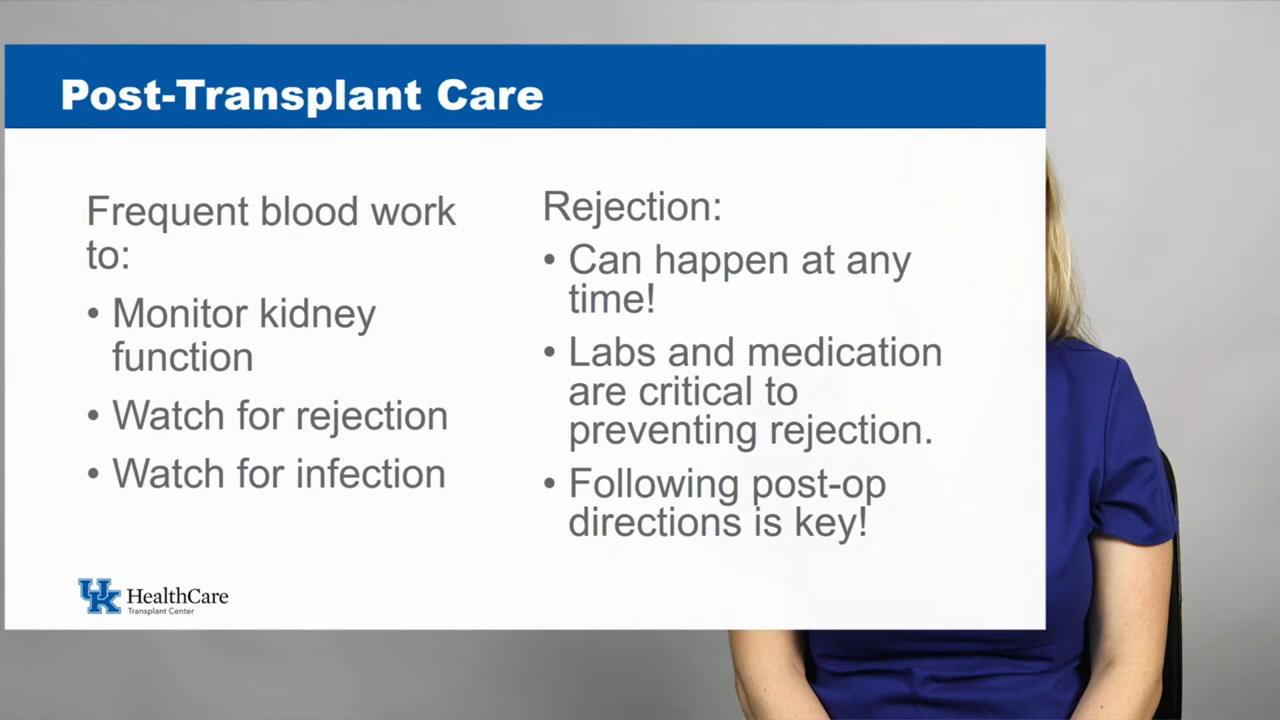 Post-Transplant Care
Frequent blood work
to:
• Monitor kidney
function
• Watch for rejection
• Watch for infection
Rejection:
• Can happen at any
time!
• Labs and medication
are critical to
preventing rejection.
• Following post-op
directions is key!
UK HealthCare
Transplant Center